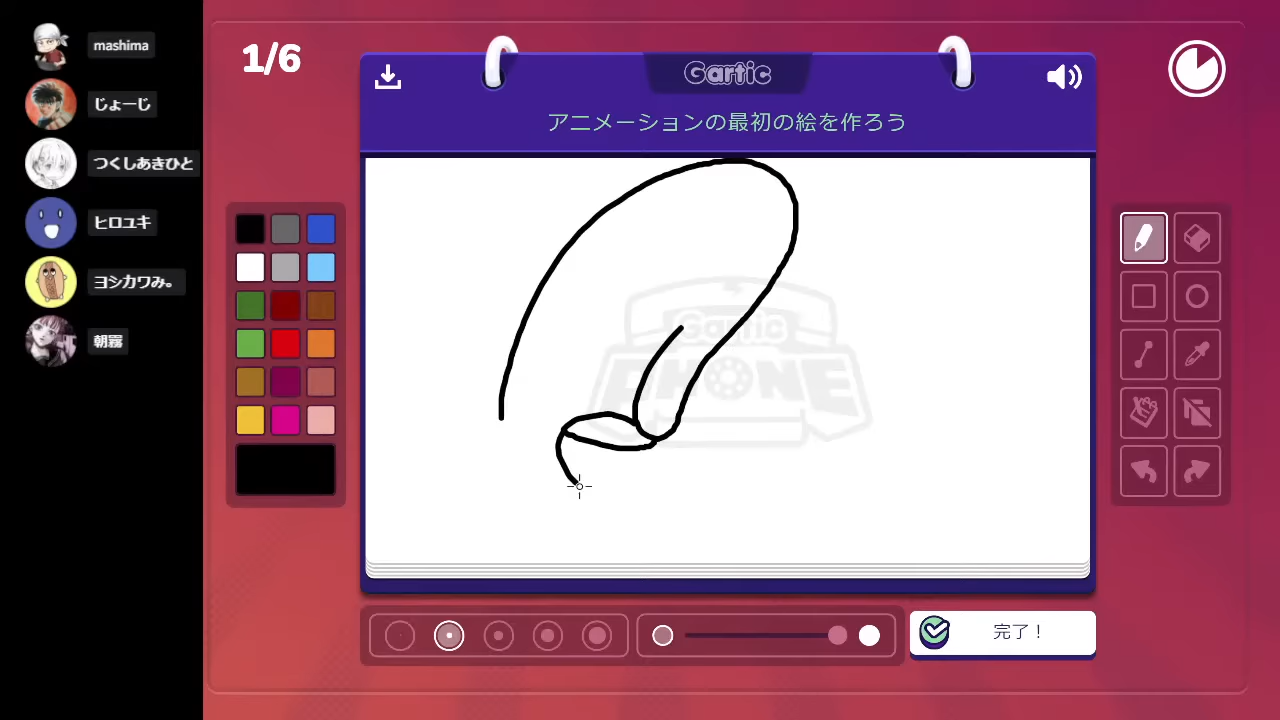 mashima
じょーじ
つくしあきひと
ヒロユキ
ヨシカワみ。
朝霧
1/6
Gartic
アニメーションの最初の絵を作ろう
Gartic
PHONE
完了！